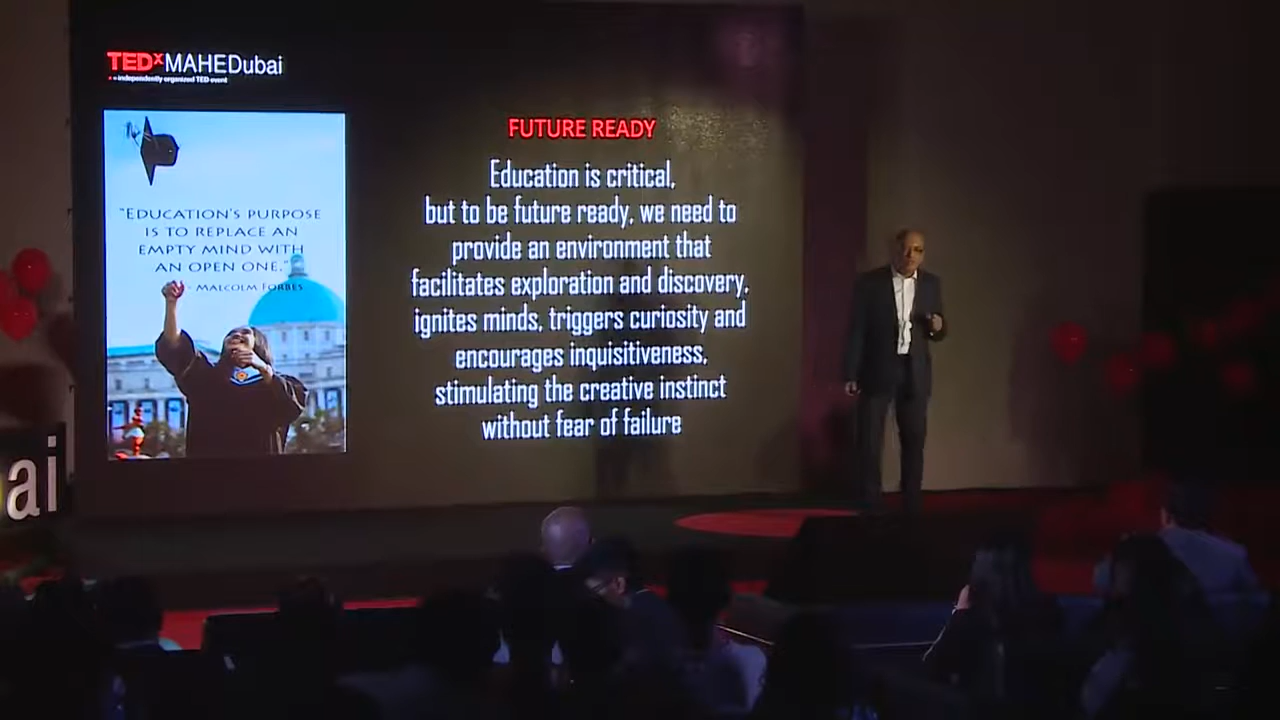 TEDxMAHEDubai
x = independently organized TED event
"EDUCATION'S PURPOSE
IS TO REPLACE AN
EMPTY MIND WITH
AN OPEN ONE."
- MALCOLM FORBES
FUTURE READY
Education is critical,
but to be future ready, we need to
provide an environment that
facilitates exploration and discovery,
ignites minds, triggers curiosity and
encourages inquisitiveness,
stimulating the creative instinct
without fear of failure
ai